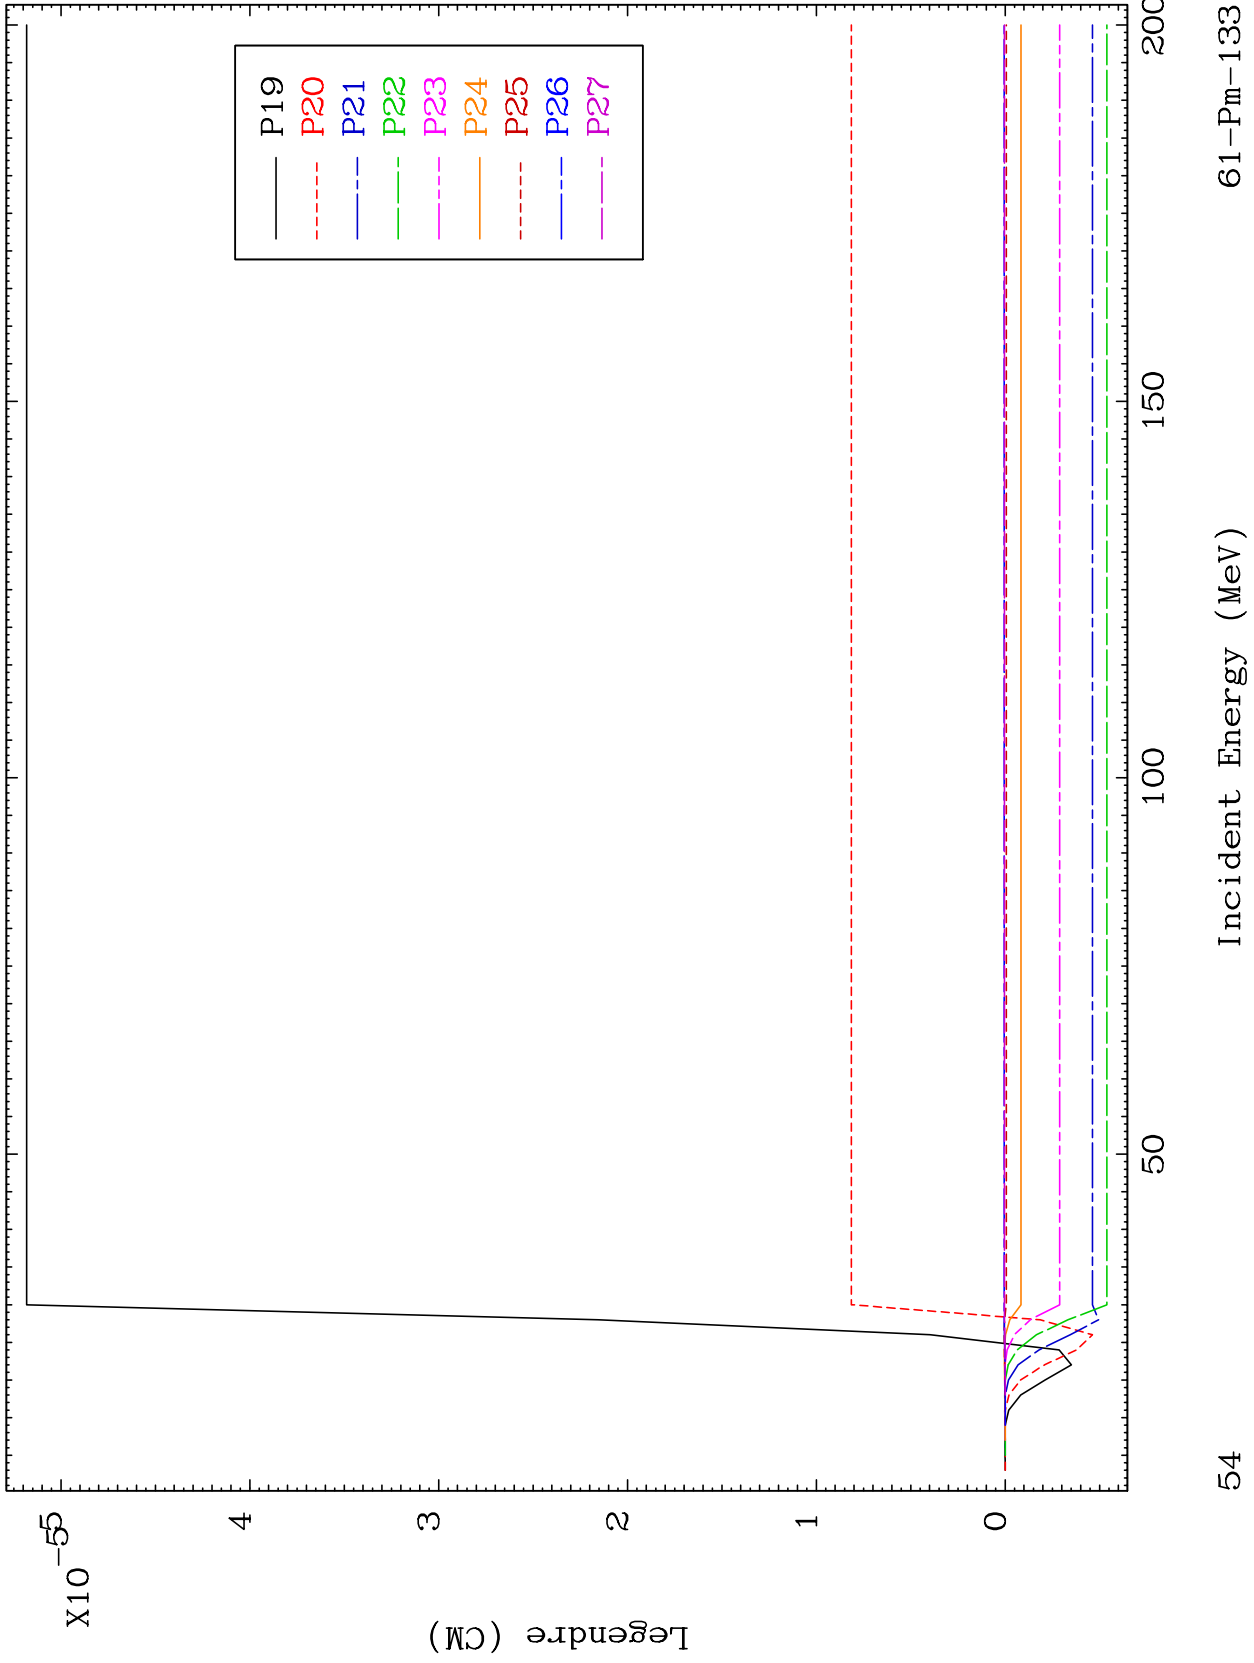 Legendre (CM)
X10
-5
5
4
3
2
1
0
P19
P20
P21
P22
P23
P24
P25
P26
P27
50
100
150
200
Incident Energy (MeV)
54
61-Pm-133